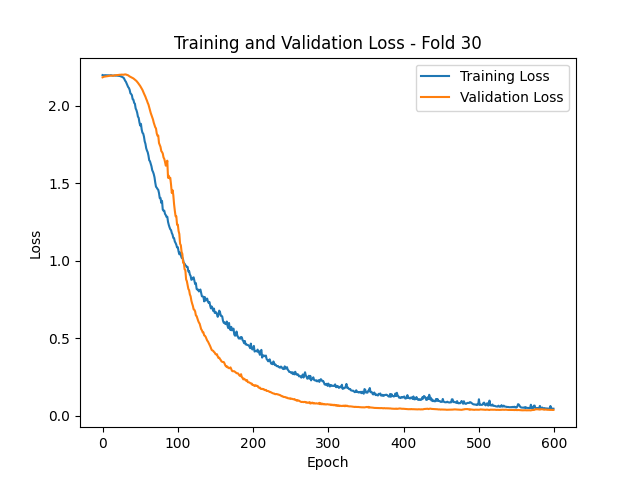 Training and Validation Loss - Fold 30
Training Loss
Validation Loss
Loss
2.0
1.5
1.0
0.5
0.0
0 100 200 300 400 500 600
Epoch